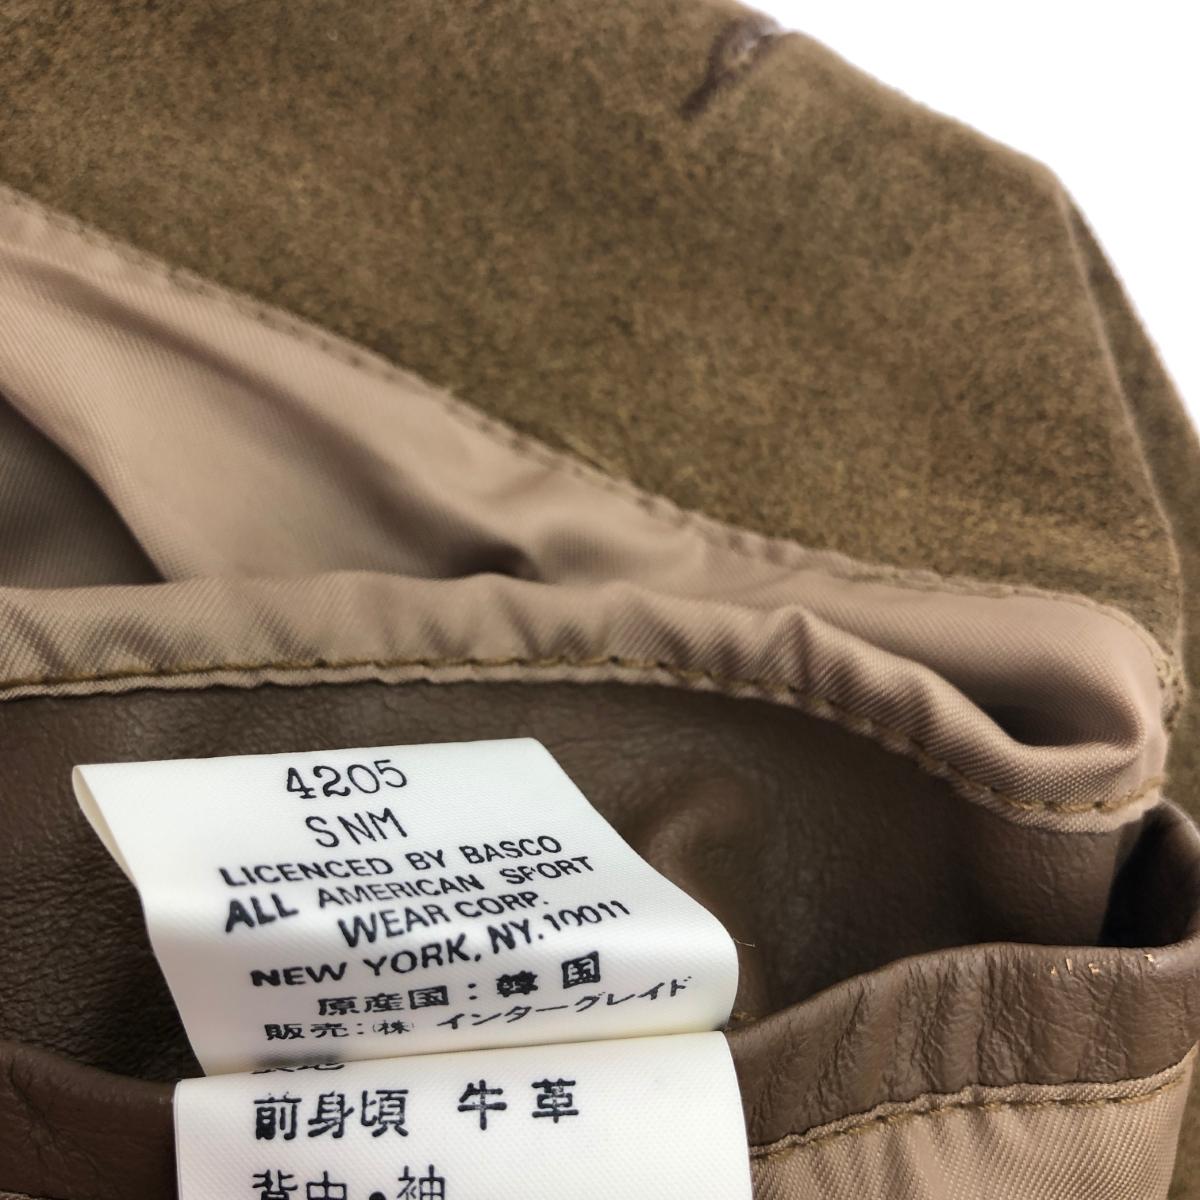 4205
SNM
LICENCED BY BASCO
ALL AMERICAN SPORT
WEAR CORP.
NEW YORK, NY. 10011
原産国：韓国
販売：(株) インターグレイド
前身頃 牛革
背中・袖